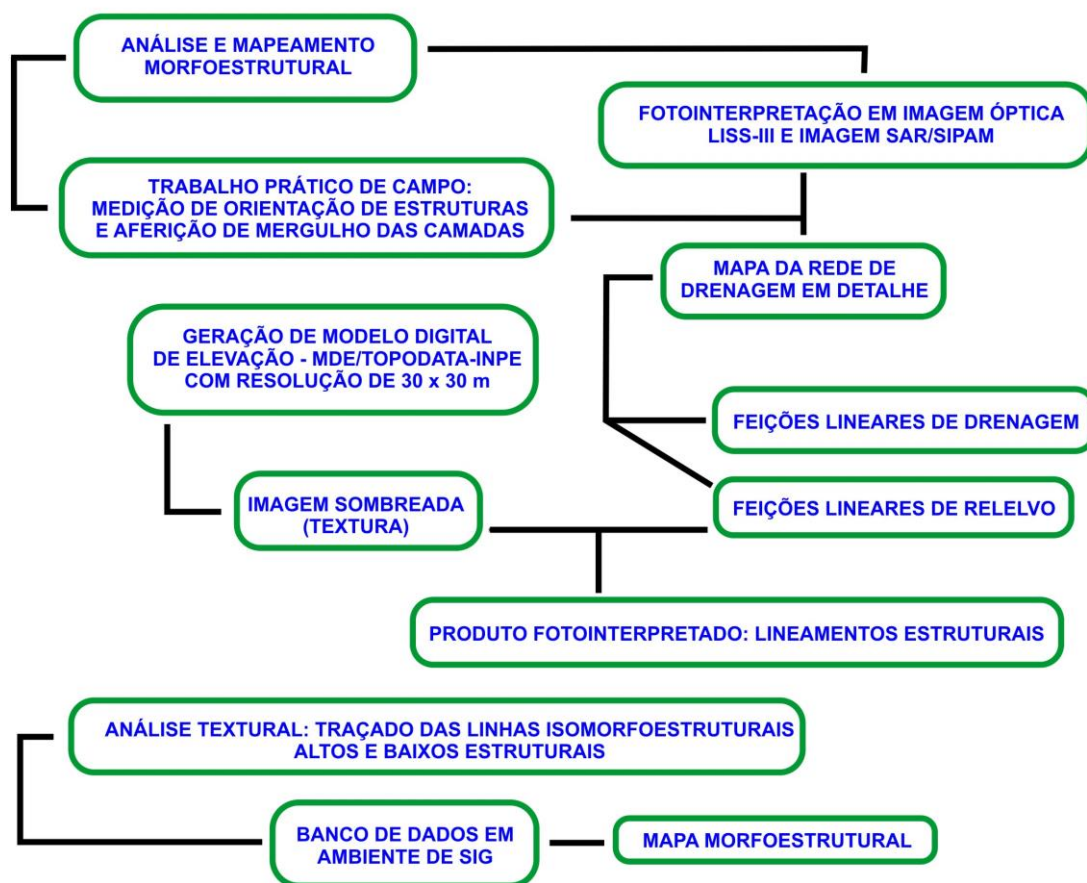 ANÁLISE E MAPEAMENTO
MORFOESTRUTURAL
FOTOINTERPRETAÇÃO EM IMAGEM ÓPTICA
LISS-III E IMAGEM SAR/SIPAM
TRABALHO PRÁTICO DE CAMPO:
MEDIÇÃO DE ORIENTAÇÃO DE ESTRUTURAS
E AFERIÇÃO DE MERGULHO DAS CAMADAS
MAPA DA REDE DE
DRENAGEM EM DETALHE
GERAÇÃO DE MODELO DIGITAL
DE ELEVAÇÃO - MDE/TOPODATA-INPE
COM RESOLUÇÃO DE 30 x 30 m
FEIÇÕES LINEARES DE DRENAGEM
IMAGEM SOMBREADA
(TEXTURA)
FEIÇÕES LINEARES DE RELELVO
PRODUTO FOTOINTERPRETADO: LINEAMENTOS ESTRUTURAIS
ANÁLISE TEXTURAL: TRAÇADO DAS LINHAS ISOMORFOESTRUTURAIS
ALTOS E BAIXOS ESTRUTURAIS
BANCO DE DADOS EM
AMBIENTE DE SIG
MAPA MORFOESTRUTURAL